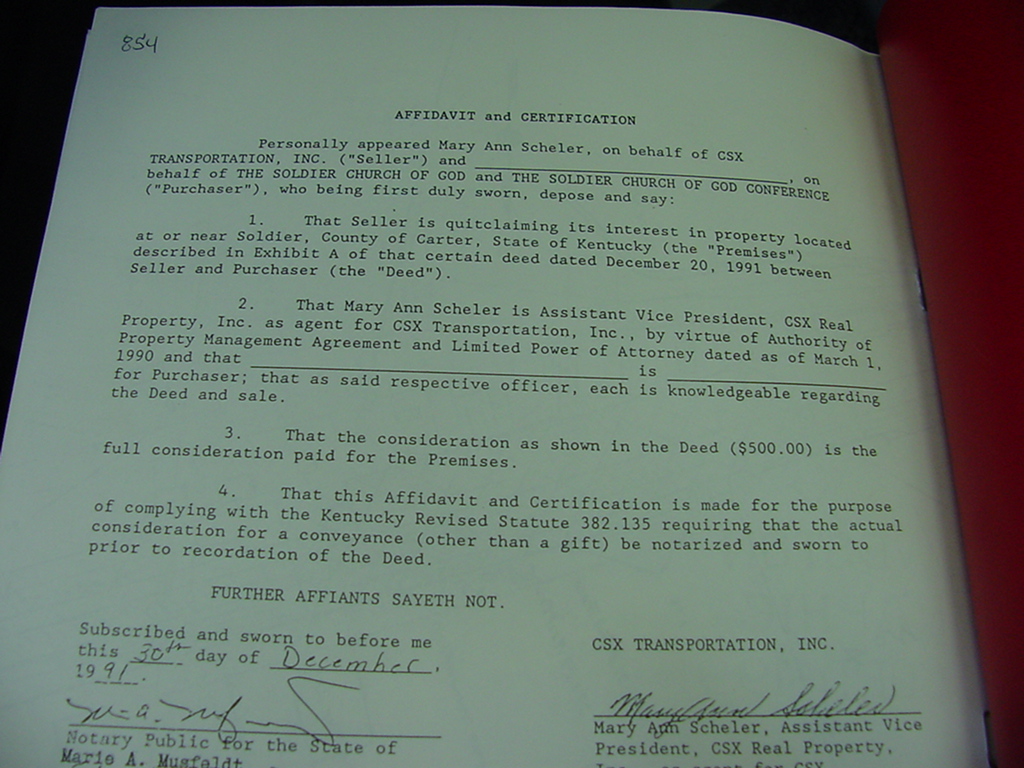 854
AFFIDAVIT and CERTIFICATION
Personally appeared Mary Ann Scheler, on behalf of CSX
TRANSPORTATION, INC. ("Seller") and ____________________, on
behalf of THE SOLDIER CHURCH OF GOD and THE SOLDIER CHURCH OF GOD CONFERENCE
("Purchaser"), who being first duly sworn, depose and say:
1. That Seller is quitclaiming its interest in property located
at or near Soldier, County of Carter, State of Kentucky (the "Premises")
described in Exhibit A of that certain deed dated December 20, 1991 between
Seller and Purchaser (the "Deed").
2. That Mary Ann Scheler is Assistant Vice President, CSX Real
Property, Inc. as agent for CSX Transportation, Inc., by virtue of Authority of
Property Management Agreement and Limited Power of Attorney dated as of March 1,
1990 and that ____________________ is ____________________
for Purchaser; that as said respective officer, each is knowledgeable regarding
the Deed and sale.
3. That the consideration as shown in the Deed ($500.00) is the
full consideration paid for the Premises.
4. That this Affidavit and Certification is made for the purpose
of complying with the Kentucky Revised Statute 382.135 requiring that the actual
consideration for a conveyance (other than a gift) be notarized and sworn to
prior to recordation of the Deed.
FURTHER AFFIANTS SAYETH NOT.
Subscribed and sworn to before me
this 30th day of December,
1991.
CSX TRANSPORTATION, INC.
Mary Ann Scheler
Mary Ann Scheler, Assistant Vice
President, CSX Real Property,
Notary Public for the State of
Marie A. Musfeldt